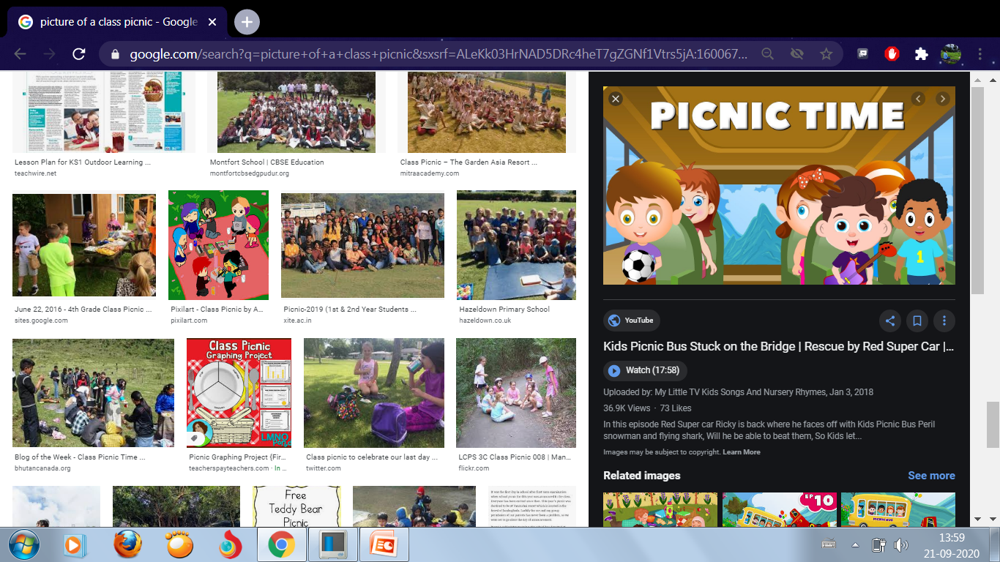 picture of a class picnic - Google
google.com/search?q=picture+of+a+class+picnic&sxsrf=ALeKk03HrNAD5DRc4heT7gZGNf1Vtrs5jA:160067...
Lesson Plan for KS1 Outdoor Learning ...
teachwire.net
Montfort School | CBSE Education
montfortcbsedgpudur.org
Class Picnic – The Garden Asia Resort ...
mitraacademy.com
June 22, 2016 - 4th Grade Class Picnic ...
sites.google.com
Pixilart - Class Picnic by A...
pixilart.com
Picnic-2019 (1st & 2nd Year Students ...
xite.ac.in
Hazeldown Primary School
hazeldown.co.uk
Class Picnic
Graphing Project
LMNO
Blog of the Week - Class Picnic Time ...
bhutancanada.org
Picnic Graphing Project {Fir...
teacherspayteachers.com · In ...
Class picnic to celebrate our last day ...
twitter.com
LCPS 3C Class Picnic 008 | Man...
flickr.com
Free
Teddy Bear
Picnic
PICNIC TIME
1
YouTube
Kids Picnic Bus Stuck on the Bridge | Rescue by Red Super Car |...
Watch (17:58)
Uploaded by: My Little TV Kids Songs And Nursery Rhymes, Jan 3, 2018
36.9K Views · 73 Likes
In this episode Red Super car Ricky is back where he faces off with Kids Picnic Bus Peril
snowman and flying shark, Will he be able to beat them, So Kids let...
Images may be subject to copyright. Learn More
Related images
See more
EP
10
PICNIC BUS
13:59
21-09-2020